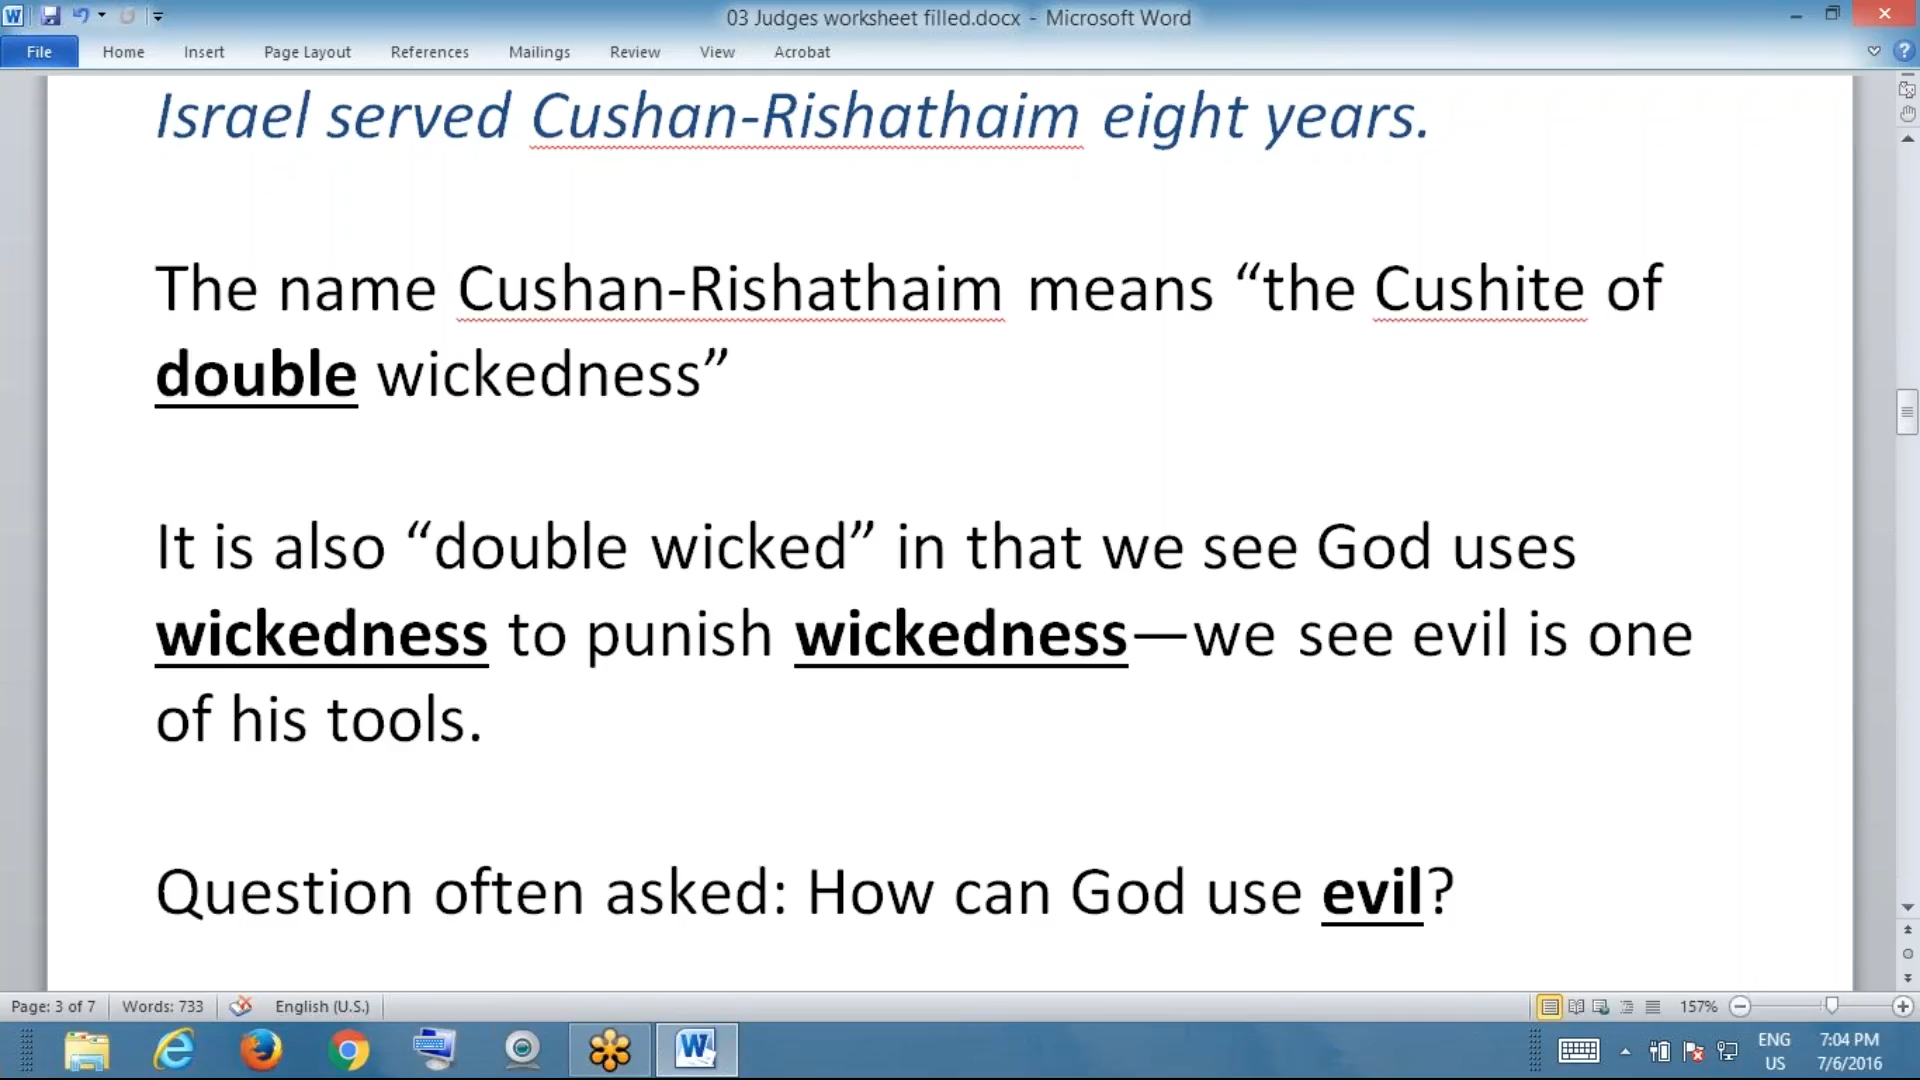 03 Judges worksheet filled.docx - Microsoft Word
File Home Insert Page Layout References Mailings Review View Acrobat
Israel served Cushan-Rishathaim eight years.
The name Cushan-Rishathaim means “the Cushite of
double wickedness”
It is also “double wicked” in that we see God uses
wickedness to punish wickedness—we see evil is one
of his tools.
Question often asked: How can God use evil?
Page: 3 of 7 Words: 733 English (U.S.) 157%
ENG 7:04 PM
US 7/6/2016